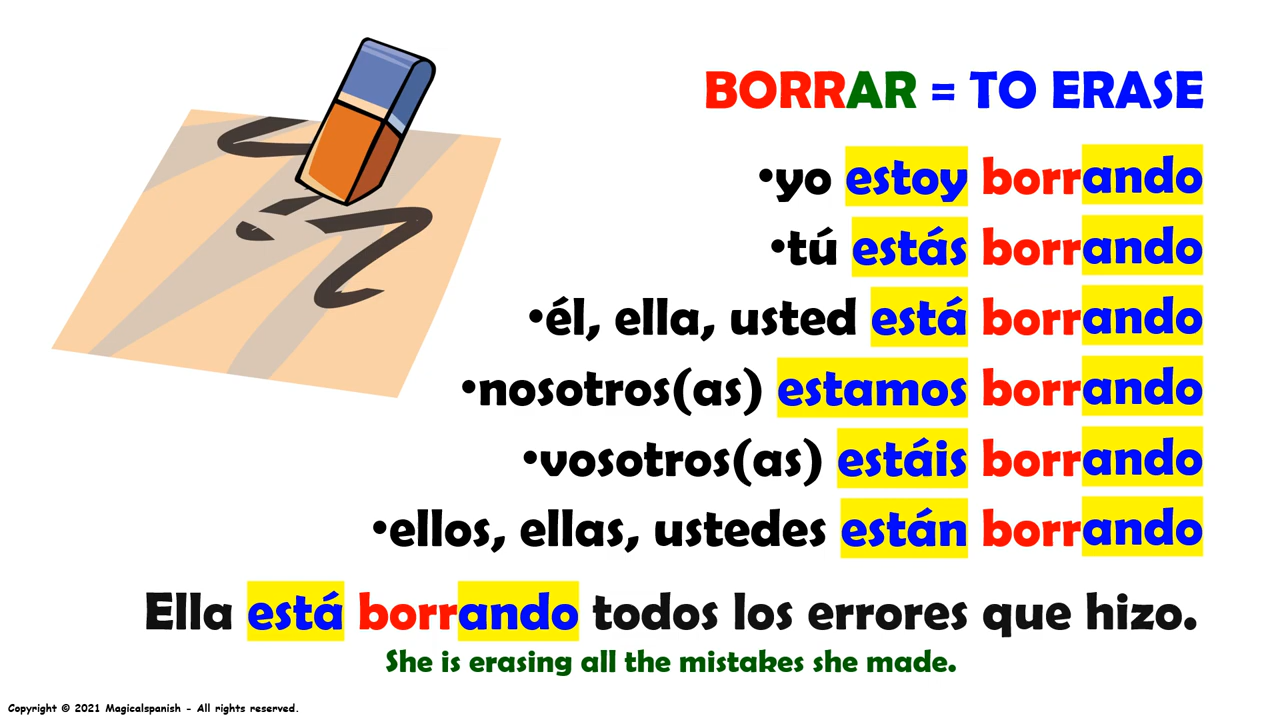 BORRAR = TO ERASE
•yo estoy borrando
•tú estás borrando
•él, ella, usted está borrando
•nosotros(as) estamos borrando
•vosotros(as) estáis borrando
•ellos, ellas, ustedes están borrando
Ella está borrando todos los errores que hizo.
She is erasing all the mistakes she made.
Copyright © 2021 Magicalspanish - All rights reserved.